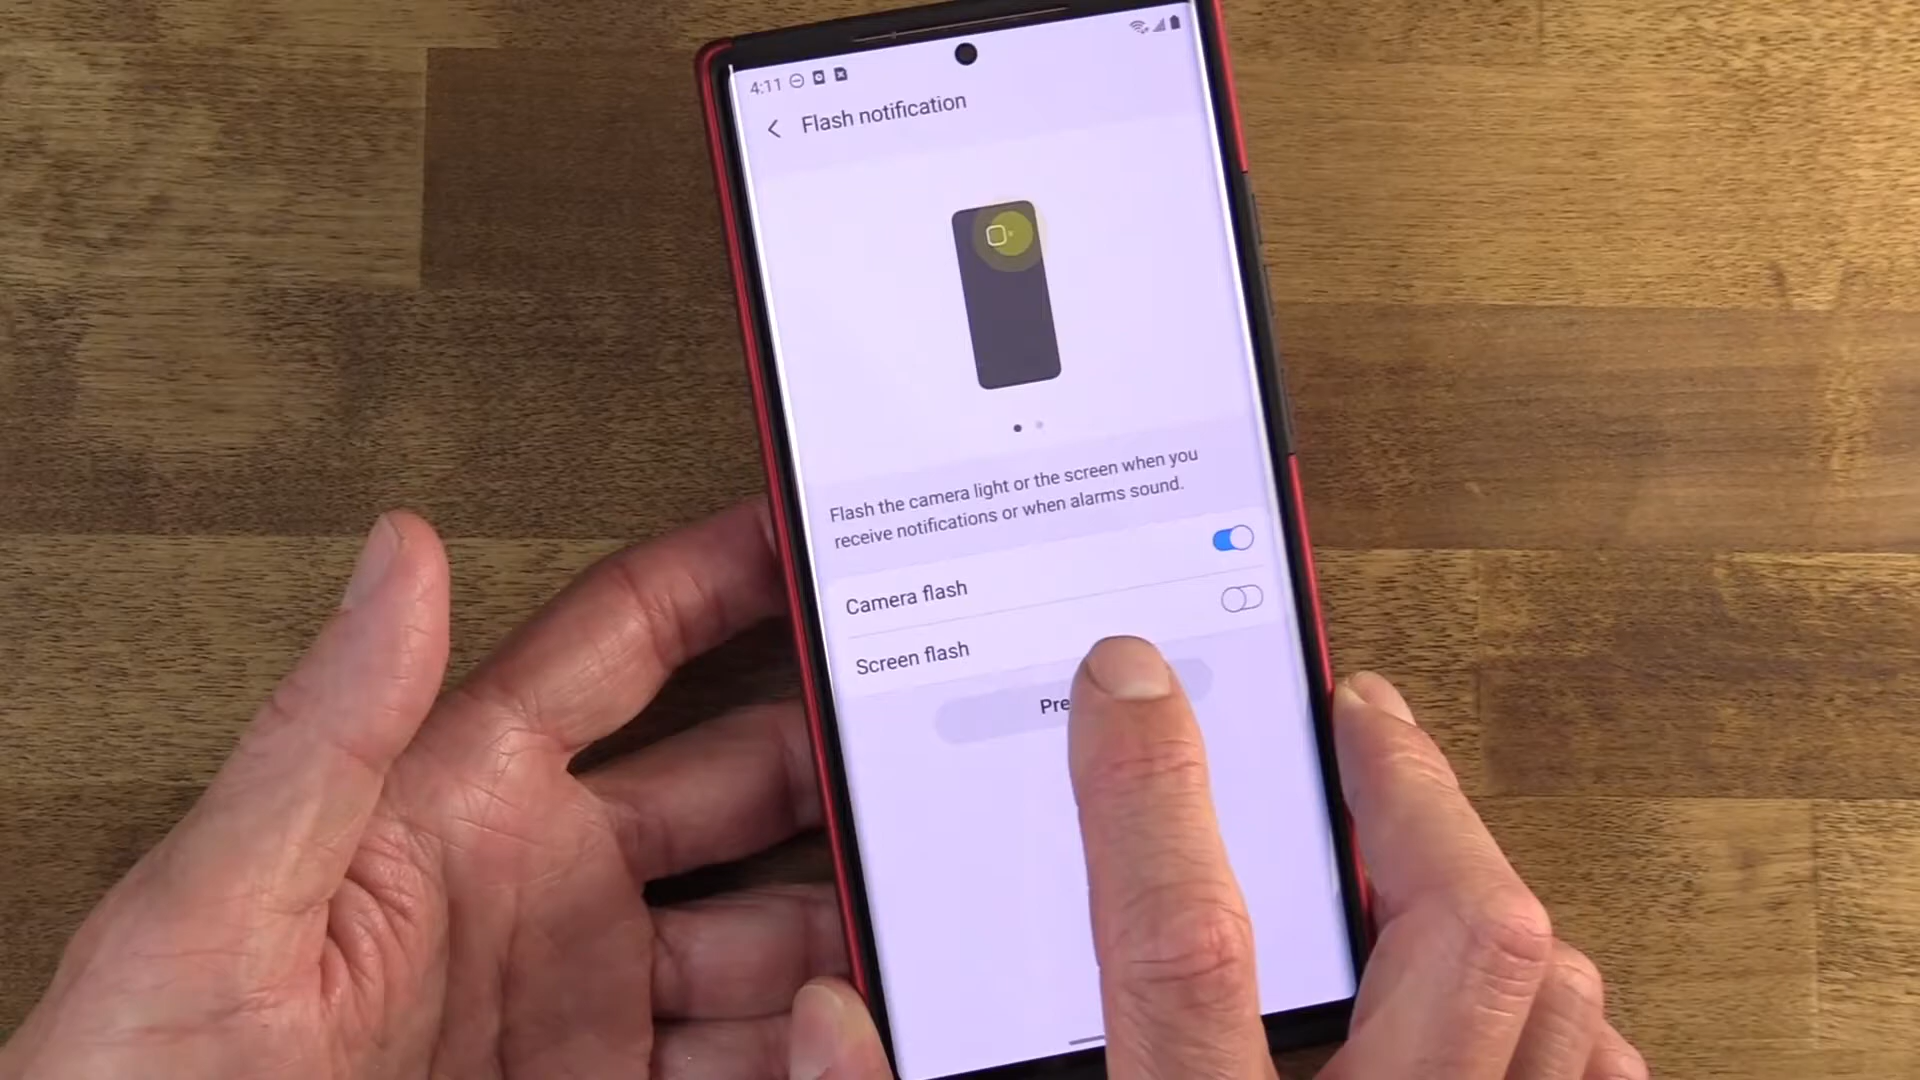 4:11
Flash notification
Flash the camera light or the screen when you
receive notifications or when alarms sound.
Camera flash
Screen flash
Pre